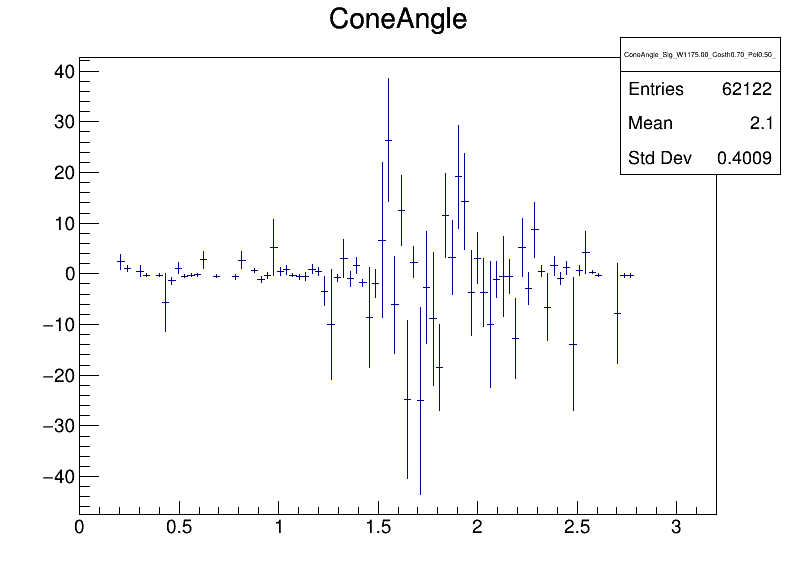 ConeAngle
ConeAngle_Sig_W1175.00_Costh0.70_Pol0.50_
Entries 62122
Mean 2.1
Std Dev 0.4009
40
30
20
10
0
−10
−20
−30
−40
0 0.5 1 1.5 2 2.5 3